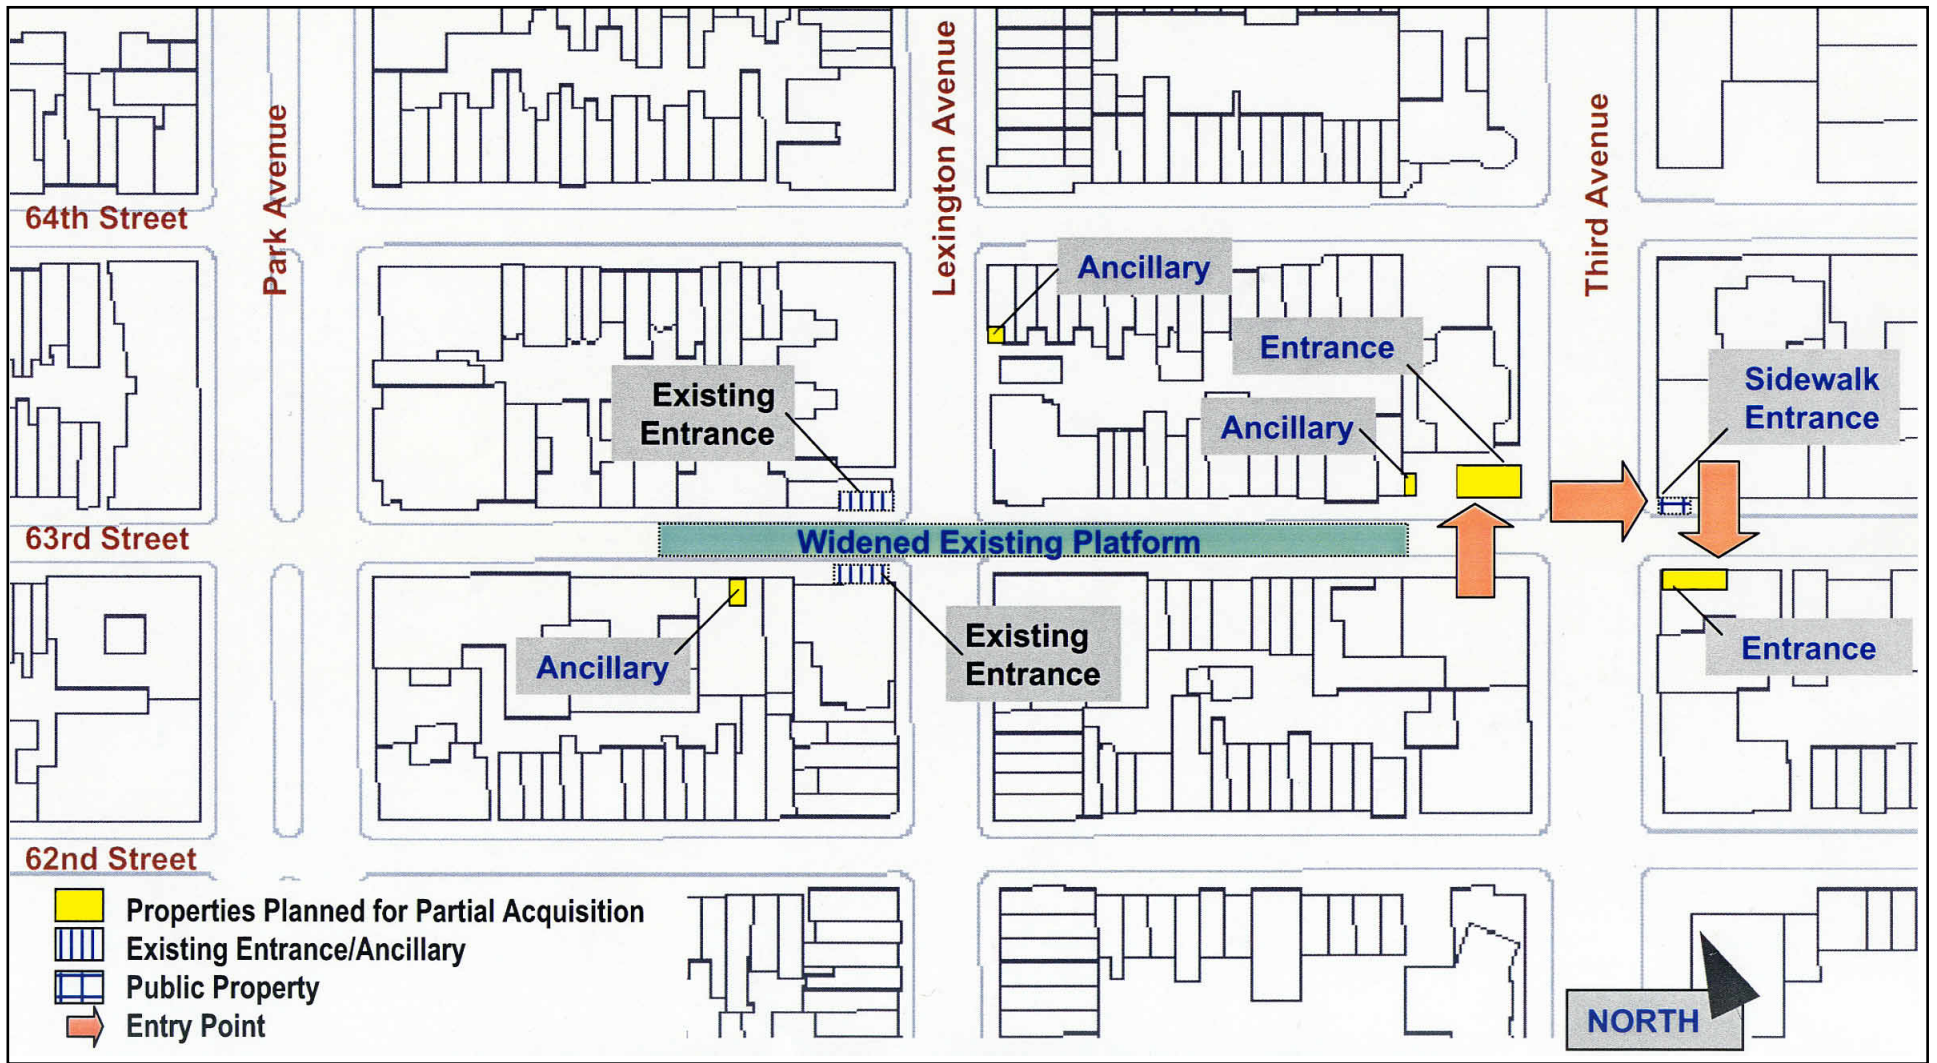 Park Avenue
Lexington Avenue
Third Avenue
64th Street
Ancillary
Entrance
Sidewalk
Entrance
Existing
Entrance
Ancillary
63rd Street
Widened Existing Platform
Existing
Entrance
Ancillary
Entrance
62nd Street
Properties Planned for Partial Acquisition
Existing Entrance/Ancillary
Public Property
Entry Point
NORTH